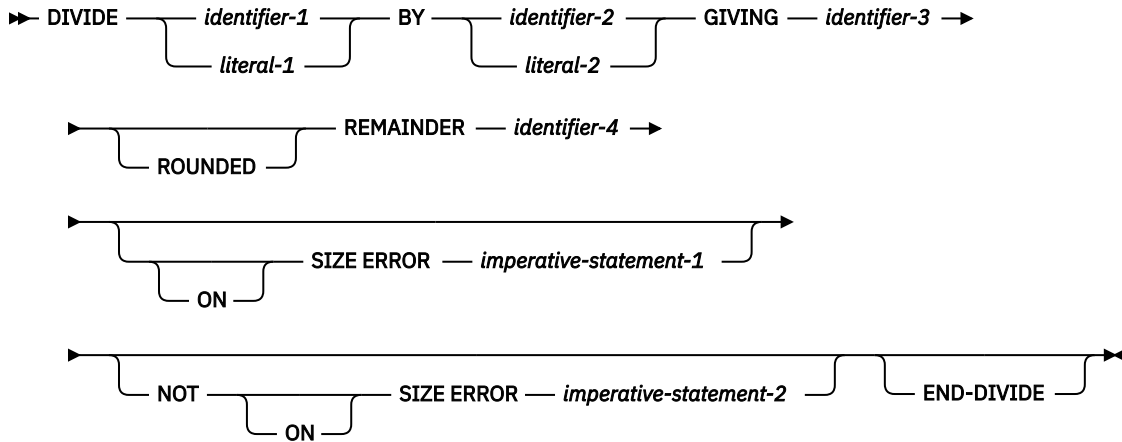 DIVIDE identifier-1 BY identifier-2 GIVING identifier-3
literal-1 literal-2
REMAINDER identifier-4
ROUNDED
SIZE ERROR imperative-statement-1
ON
NOT SIZE ERROR imperative-statement-2 END-DIVIDE
ON